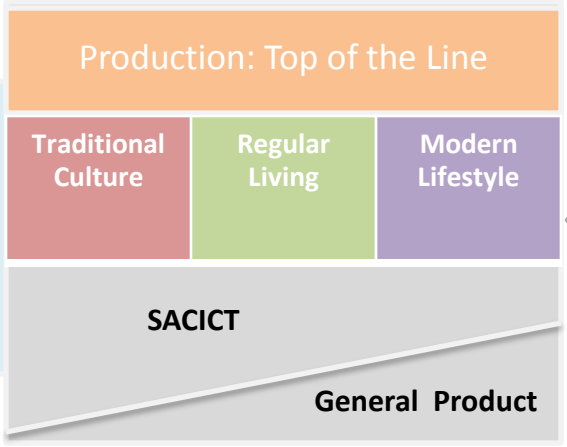 Production: Top of the Line
Traditional
Culture
Regular
Living
Modern
Lifestyle
SACICT
General Product